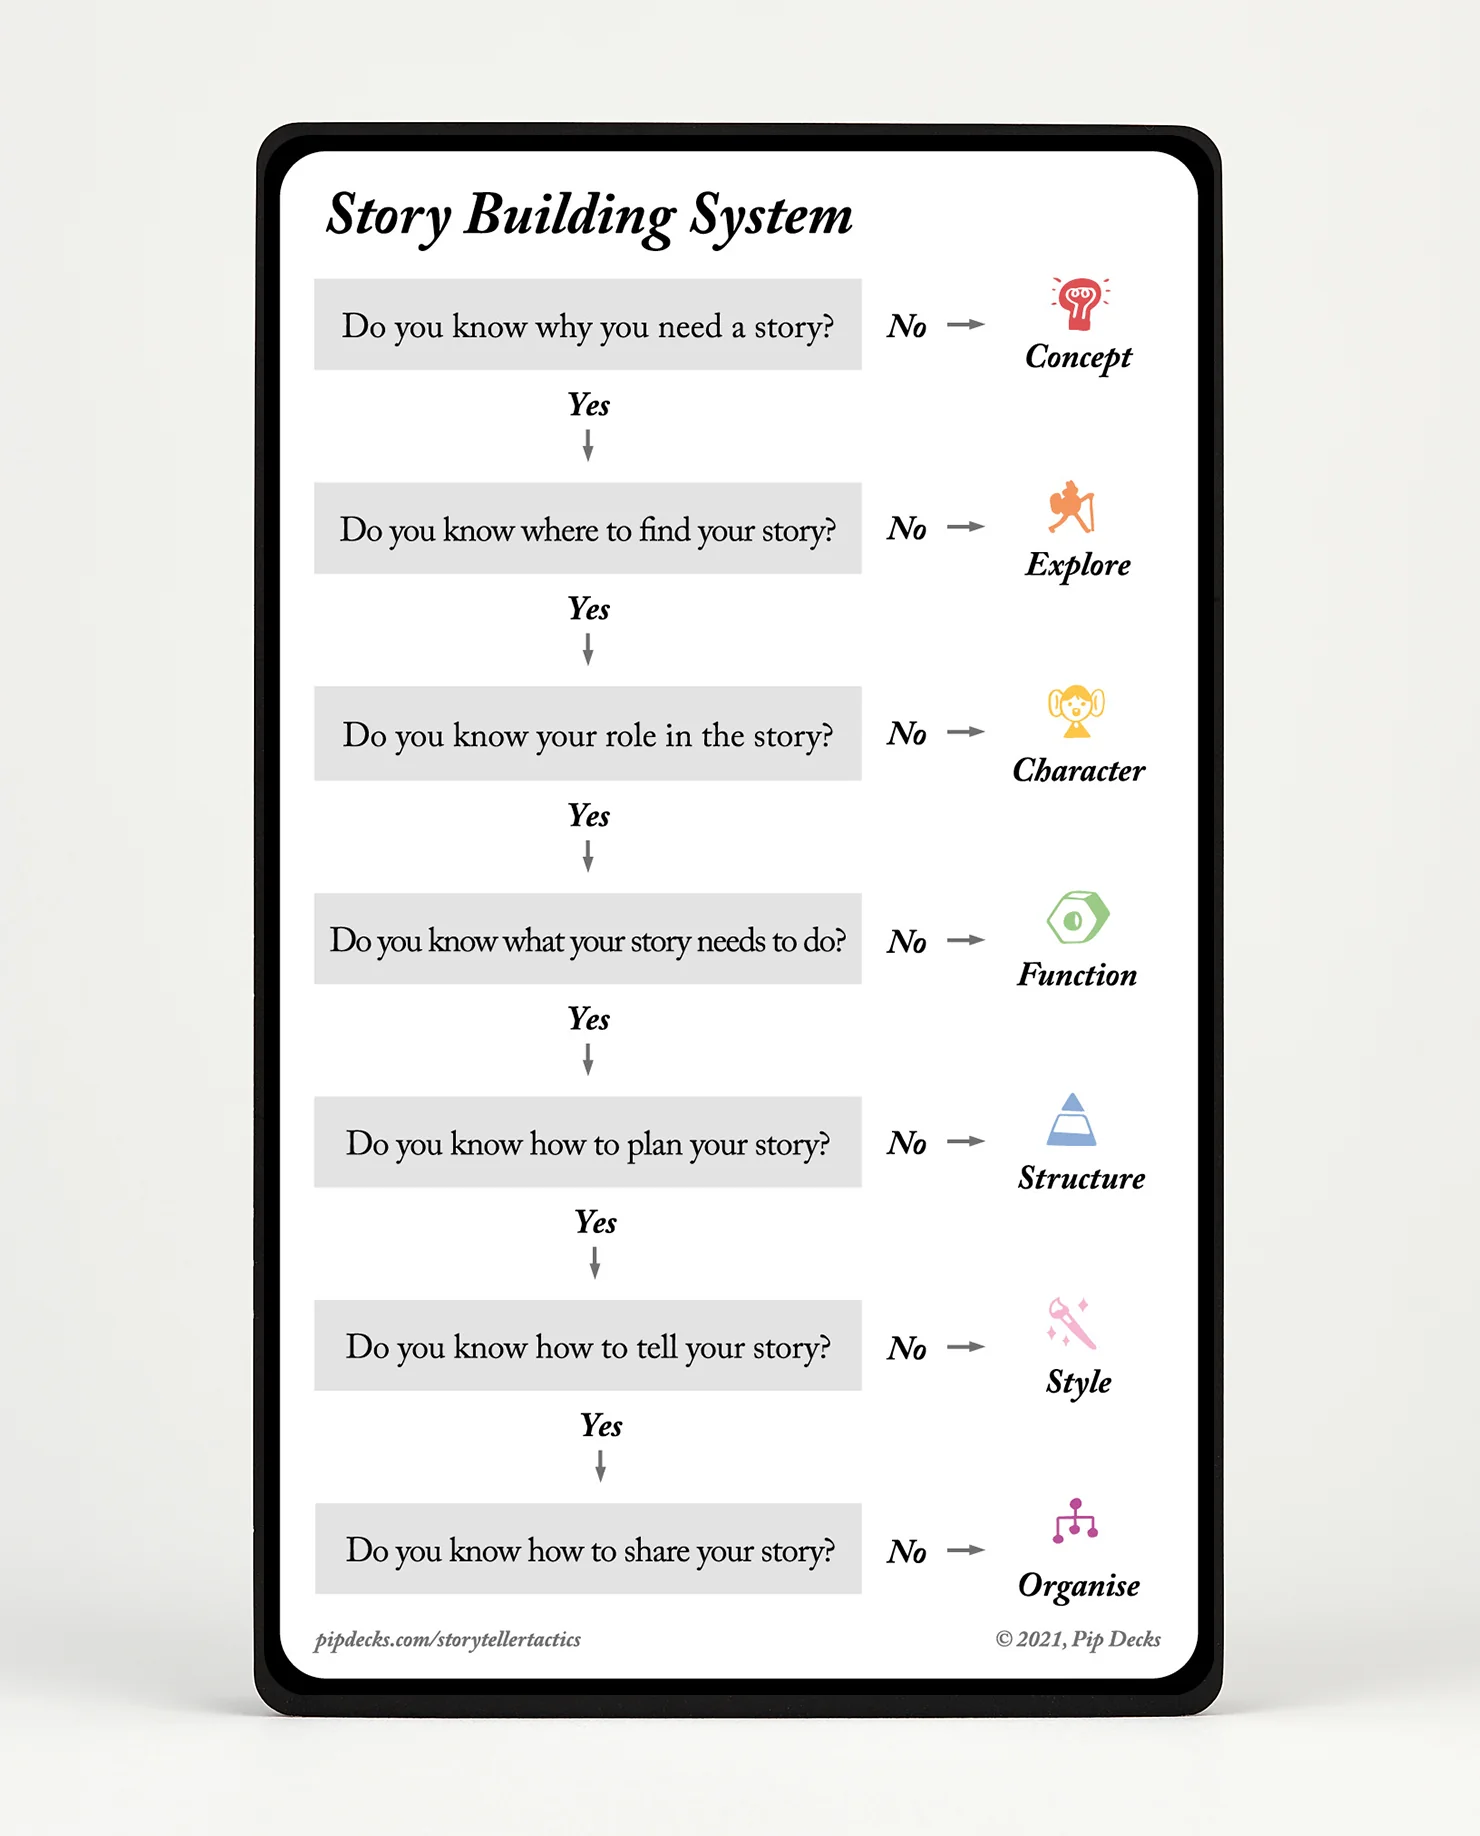 Story Building System
Do you know why you need a story?
No
Concept
Yes
Do you know where to find your story?
No
Explore
Yes
Do you know your role in the story?
No
Character
Yes
Do you know what your story needs to do?
No
Function
Yes
Do you know how to plan your story?
No
Structure
Yes
Do you know how to tell your story?
No
Style
Yes
Do you know how to share your story?
No
Organise
pipdecks.com/storytellertactics
© 2021, Pip Decks